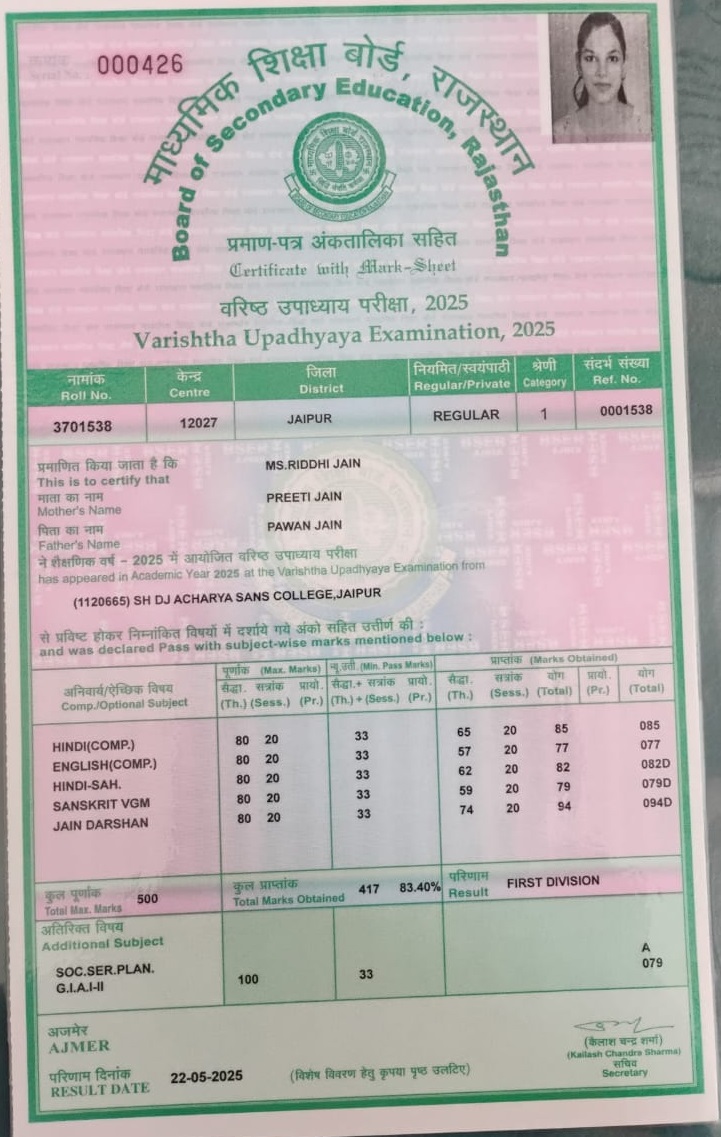 000426
माध्यमिक शिक्षा बोर्ड, राजस्थान
Board of Secondary Education, Rajasthan
प्रमाण-पत्र अंकतालिका सहित
Certificate with Mark-Sheet
वरिष्ठ उपाध्याय परीक्षा, 2025
Varishtha Upadhyaya Examination, 2025
नामांक केन्द्र जिला नियमित/स्वयंपाठी श्रेणी संदर्भ संख्या
Roll No. Centre District Regular/Private Category Ref. No.
3701538 12027 JAIPUR REGULAR 1 0001538
प्रमाणित किया जाता है कि MS.RIDDHI JAIN
This is to certify that
माता का नाम PREETI JAIN
Mother's Name
पिता का नाम PAWAN JAIN
Father's Name
ने शैक्षणिक वर्ष - 2025 में आयोजित वरिष्ठ उपाध्याय परीक्षा
has appeared in Academic Year 2025 at the Varishtha Upadhyaya Examination from
(1120665) SH DJ ACHARYA SANS COLLEGE,JAIPUR
से प्रविष्ट होकर निम्नांकित विषयों में दर्शाये गये अंको सहित उत्तीर्ण की :
and was declared Pass with subject-wise marks mentioned below :
अनिवार्य/ऐच्छिक विषय
Comp./Optional Subject
पूर्णांक (Max. Marks) न्यू.उत्ती. (Min. Pass Marks) प्राप्तांक (Marks Obtained)
सैद्धा. सत्रांक प्रायो. सैद्धा.+ सत्रांक प्रायो. सैद्धा. सत्रांक योग प्रायो. योग
(Th.) (Sess.) (Pr.) (Th.) + (Sess.) (Pr.) (Th.) (Sess.) (Total) (Pr.) (Total)
HINDI(COMP.) 80 20 33 65 20 85 085
ENGLISH(COMP.) 80 20 33 57 20 77 077
HINDI-SAH. 80 20 33 62 20 82 082D
SANSKRIT VGM 80 20 33 59 20 79 079D
JAIN DARSHAN 80 20 33 74 20 94 094D
कुल पूर्णांक 500 कुल प्राप्तांक 417 83.40% परिणाम FIRST DIVISION
Total Max. Marks Total Marks Obtained Result
अतिरिक्त विषय
Additional Subject
SOC.SER.PLAN. A
G.I.A.I-II 100 33 079
अजमेर
AJMER
(कैलाश चन्द्र शर्मा)
(Kailash Chandra Sharma)
सचिव
Secretary
परिणाम दिनांक 22-05-2025 (विशेष विवरण हेतु कृपया पृष्ठ उलटिए)
RESULT DATE